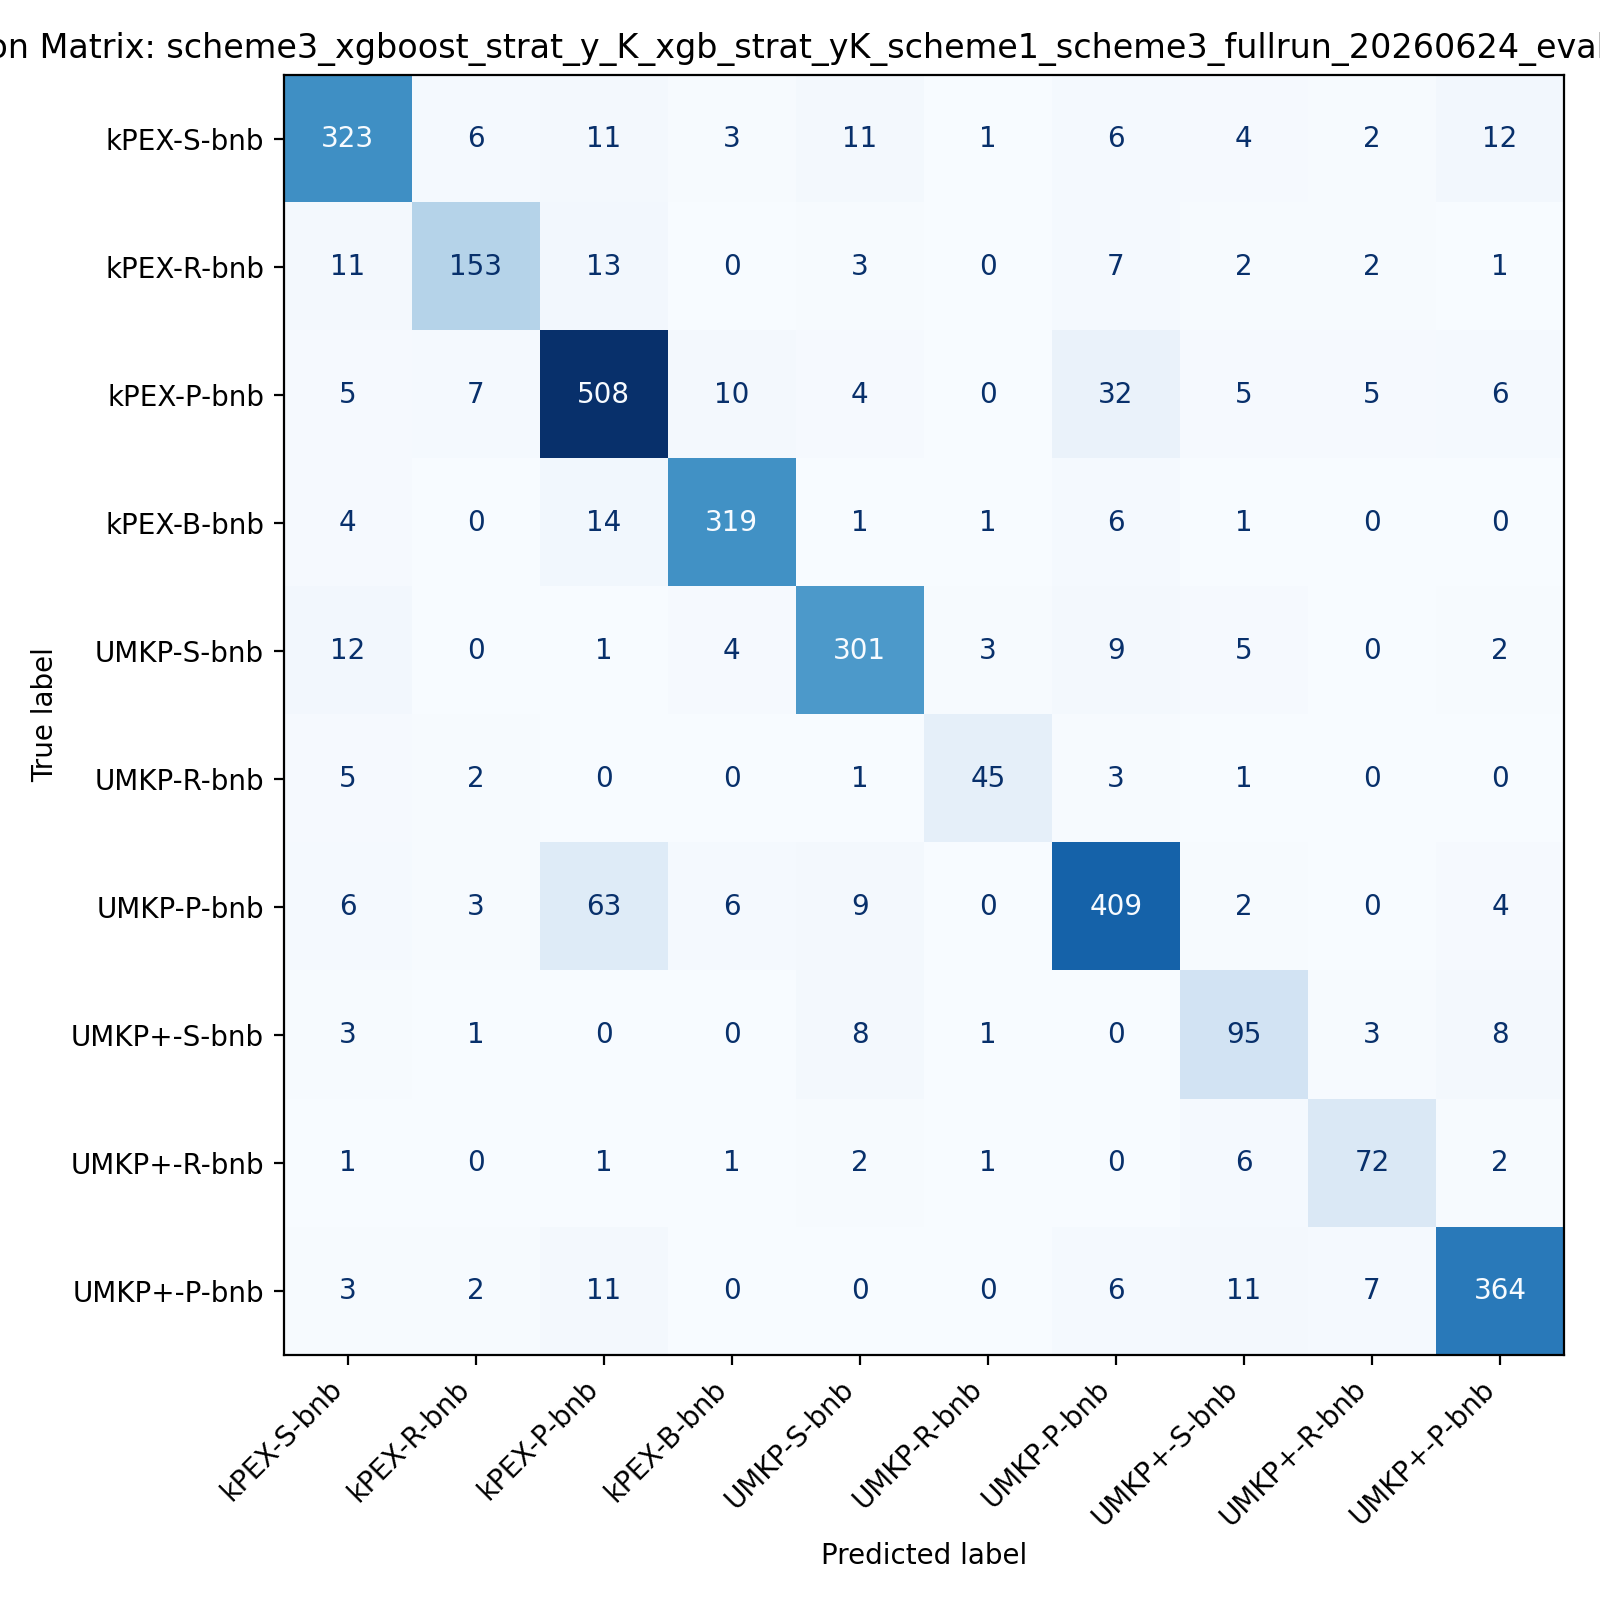 on Matrix: scheme3_xgboost_strat_y_K_xgb_strat_yK_scheme1_scheme3_fullrun_20260624_eval
kPEX-S-bnb 323 6 11 3 11 1 6 4 2 12
kPEX-R-bnb 11 153 13 0 3 0 7 2 2 1
kPEX-P-bnb 5 7 508 10 4 0 32 5 5 6
kPEX-B-bnb 4 0 14 319 1 1 6 1 0 0
UMKP-S-bnb 12 0 1 4 301 3 9 5 0 2
UMKP-R-bnb 5 2 0 0 1 45 3 1 0 0
UMKP-P-bnb 6 3 63 6 9 0 409 2 0 4
UMKP+-S-bnb 3 1 0 0 8 1 0 95 3 8
UMKP+-R-bnb 1 0 1 1 2 1 0 6 72 2
UMKP+-P-bnb 3 2 11 0 0 0 6 11 7 364
True label
kPEX-S-bnb kPEX-R-bnb kPEX-P-bnb kPEX-B-bnb UMKP-S-bnb UMKP-R-bnb UMKP-P-bnb UMKP+-S-bnb UMKP+-R-bnb UMKP+-P-bnb
Predicted label